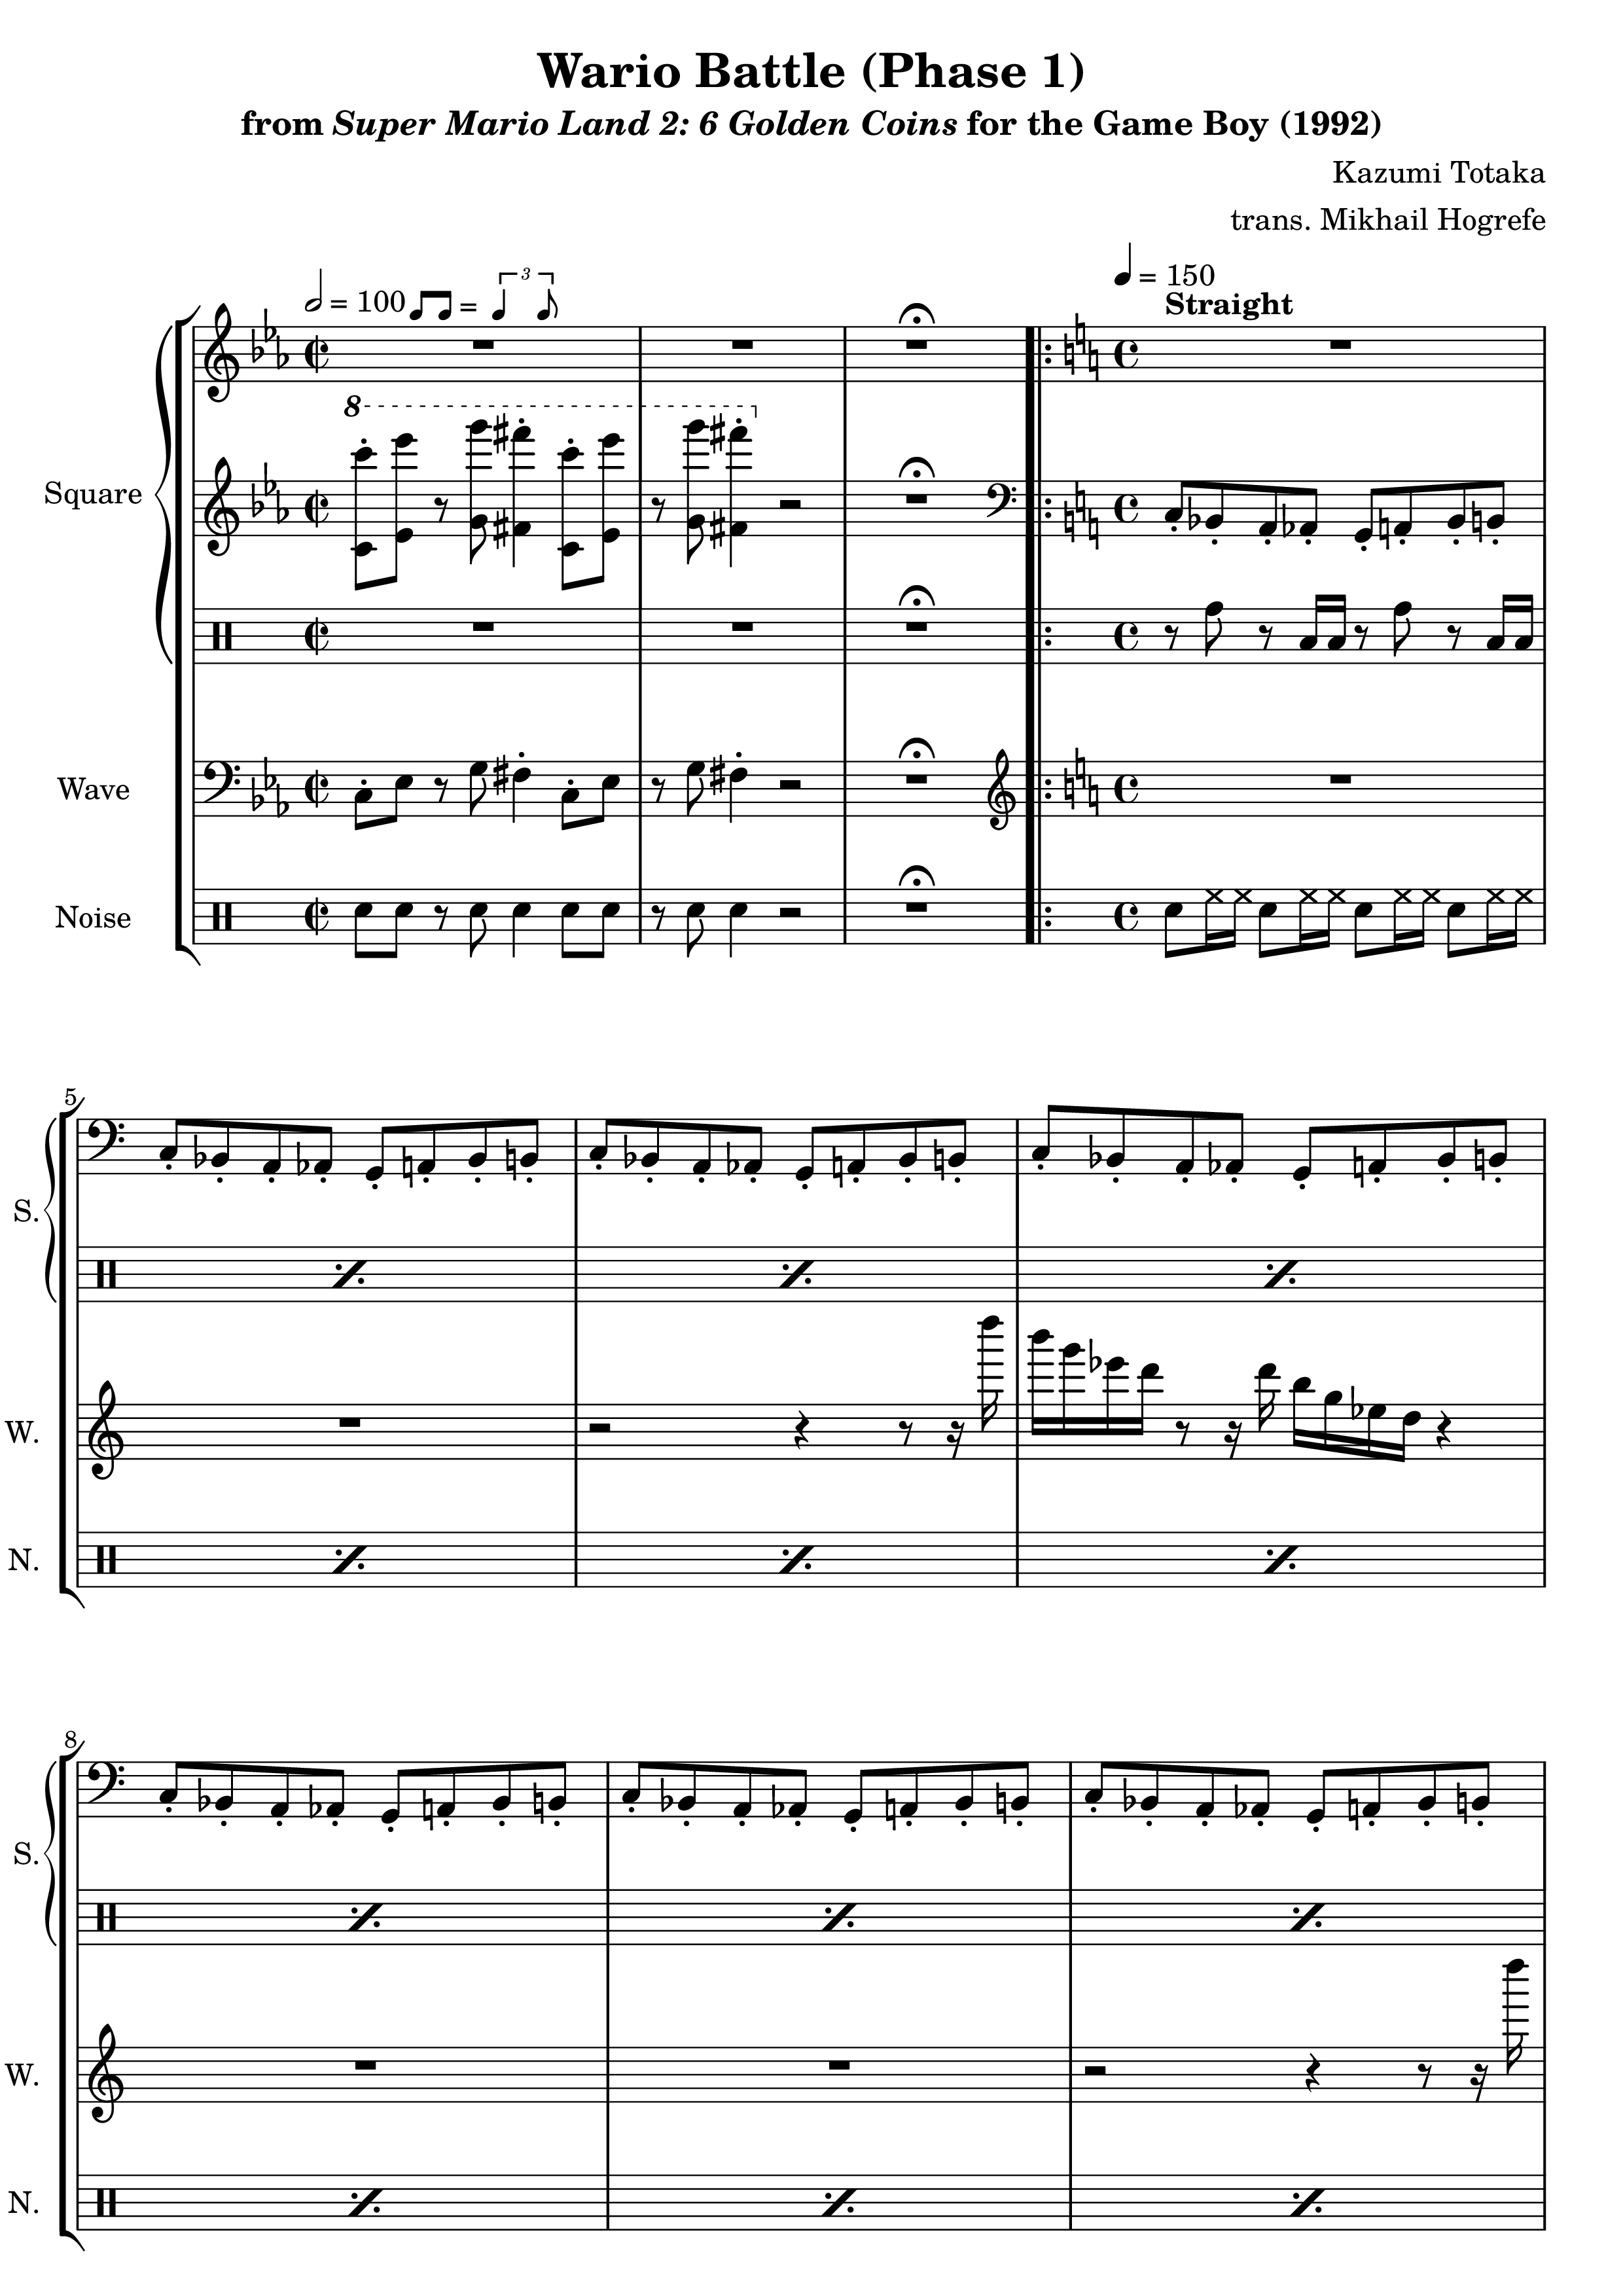 Wario Battle (Phase 1)
from Super Mario Land 2: 6 Golden Coins for the Game Boy (1992)
Kazumi Totaka
trans. Mikhail Hogrefe
= 100 = 3
= 150
Straight
8
Square
Wave
Noise
5
S.
W.
N.
8
S.
W.
N.